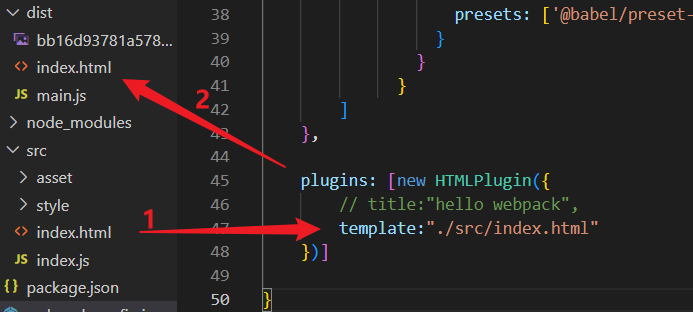 dist
bb16d93781a578...
index.html
JS main.js
node_modules
src
asset
style
index.html
JS index.js
package.json
38 presets: ['@babel/preset-
39 }
40 }
41 }
42 ]
43 },
44
45 plugins: [new HTMLPlugin({
46 // title:"hello webpack",
47 template:"./src/index.html"
48 })]
49
50 }
1
2